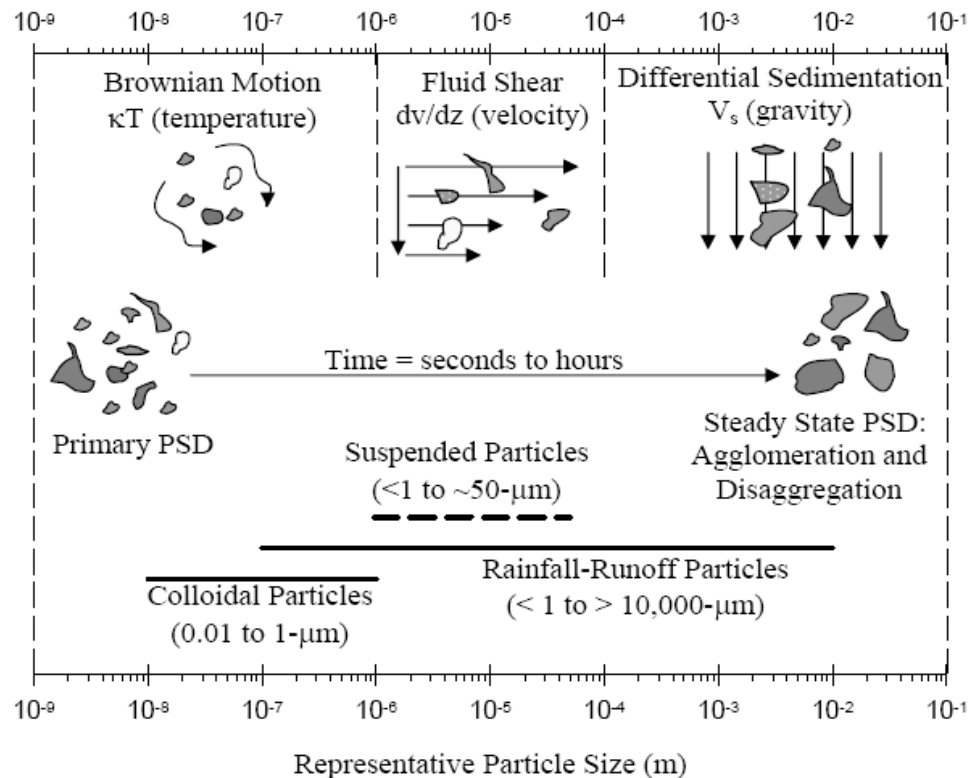 10⁻⁹ 10⁻⁸ 10⁻⁷ 10⁻⁶ 10⁻⁵ 10⁻⁴ 10⁻³ 10⁻² 10⁻¹
Brownian Motion
κT (temperature)
Fluid Shear
dv/dz (velocity)
Differential Sedimentation
Vₛ (gravity)
Time = seconds to hours
Primary PSD
Steady State PSD:
Agglomeration and
Disaggregation
Suspended Particles
(<1 to ~50-μm)
Rainfall-Runoff Particles
(< 1 to > 10,000-μm)
Colloidal Particles
(0.01 to 1-μm)
10⁻⁹ 10⁻⁸ 10⁻⁷ 10⁻⁶ 10⁻⁵ 10⁻⁴ 10⁻³ 10⁻² 10⁻¹
Representative Particle Size (m)